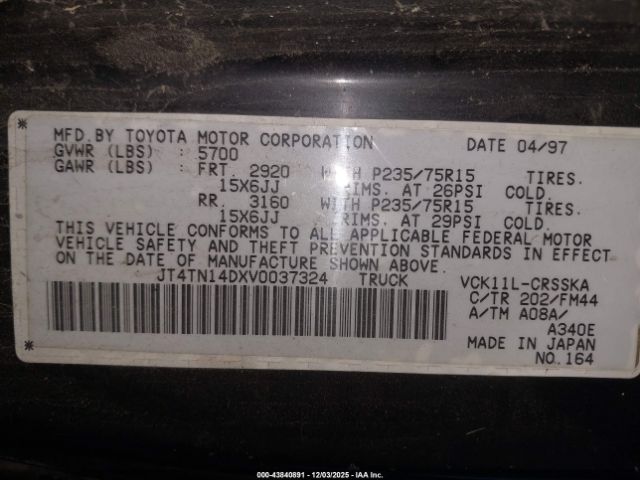 MFD.BY TOYOTA MOTOR CORPORATION DATE 04/97
GVWR (LBS) : 5700
GAWR (LBS) : FRT. 2920 WITH P235/75R15 TIRES.
15X6JJ RIMS. AT 26PSI COLD.
RR. 3160 WITH P235/75R15 TIRES.
15X6JJ RIMS. AT 29PSI COLD.
THIS VEHICLE CONFORMS TO ALL APPLICABLE FEDERAL MOTOR
VEHICLE SAFETY AND THEFT PREVENTION STANDARDS IN EFFECT
ON THE DATE OF MANUFACTURE SHOWN ABOVE.
JT4TN14DXV0037324 TRUCK VCK11L-CRSSKA
C/TR 202/FM44
A/TM A08A/
A340E
MADE IN JAPAN
NO.164
000-43840891 - 12/03/2025 - IAA Inc.